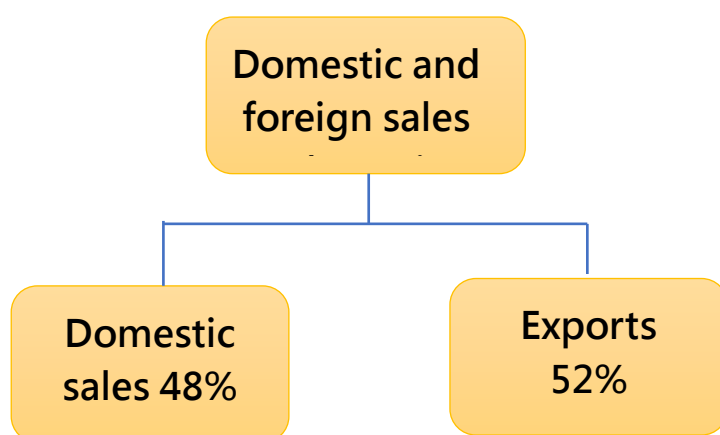 Domestic and
foreign sales
Domestic
sales 48%
Exports
52%